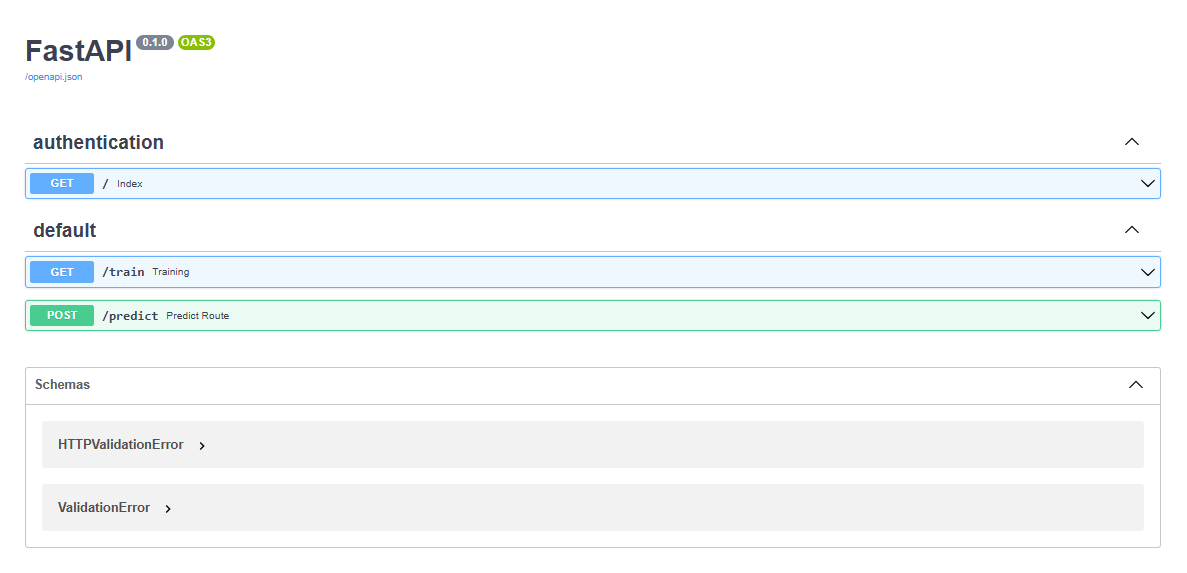 FastAPI 0.1.0 OAS3
/openapi.json
authentication
GET / Index
default
GET /train Training
POST /predict Predict Route
Schemas
HTTPValidationError
ValidationError